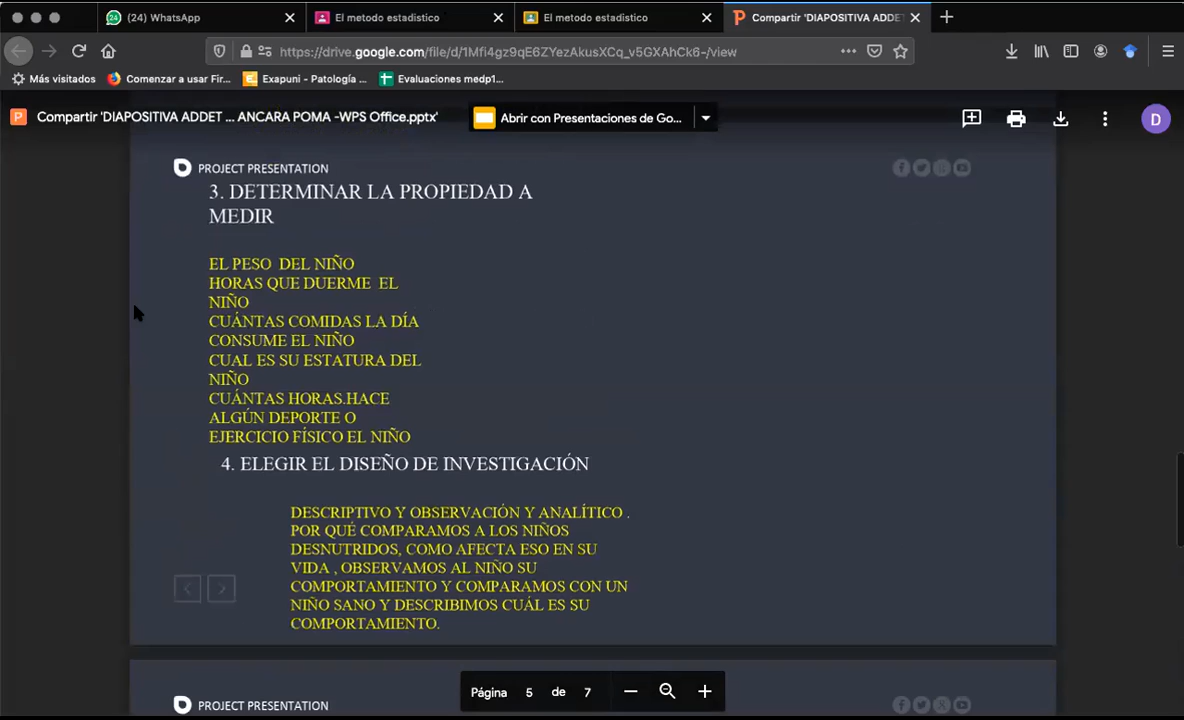 (24) WhatsApp
El metodo estadistico
El metodo estadistico
Compartir 'DIAPOSITIVA ADDET
https://drive.google.com/file/d/1Mfi4gz9qE6ZYezAkusXCq_v5GXAhCk6-/view
Más visitados
Comenzar a usar Fir...
Exapuni - Patología ...
Evaluaciones medp1...
Compartir 'DIAPOSITIVA ADDET ... ANCARA POMA -WPS Office.pptx'
Abrir con Presentaciones de Go...
D
PROJECT PRESENTATION
3. DETERMINAR LA PROPIEDAD A
MEDIR
EL PESO DEL NIÑO
HORAS QUE DUERME EL
NIÑO
CUÁNTAS COMIDAS LA DÍA
CONSUME EL NIÑO
CUAL ES SU ESTATURA DEL
NIÑO
CUÁNTAS HORAS.HACE
ALGÚN DEPORTE O
EJERCICIO FÍSICO EL NIÑO
4. ELEGIR EL DISEÑO DE INVESTIGACIÓN
DESCRIPTIVO Y OBSERVACIÓN Y ANALÍTICO .
POR QUÉ COMPARAMOS A LOS NIÑOS
DESNUTRIDOS, COMO AFECTA ESO EN SU
VIDA , OBSERVAMOS AL NIÑO SU
COMPORTAMIENTO Y COMPARAMOS CON UN
NIÑO SANO Y DESCRIBIMOS CUÁL ES SU
COMPORTAMIENTO.
Página 5 de 7
PROJECT PRESENTATION